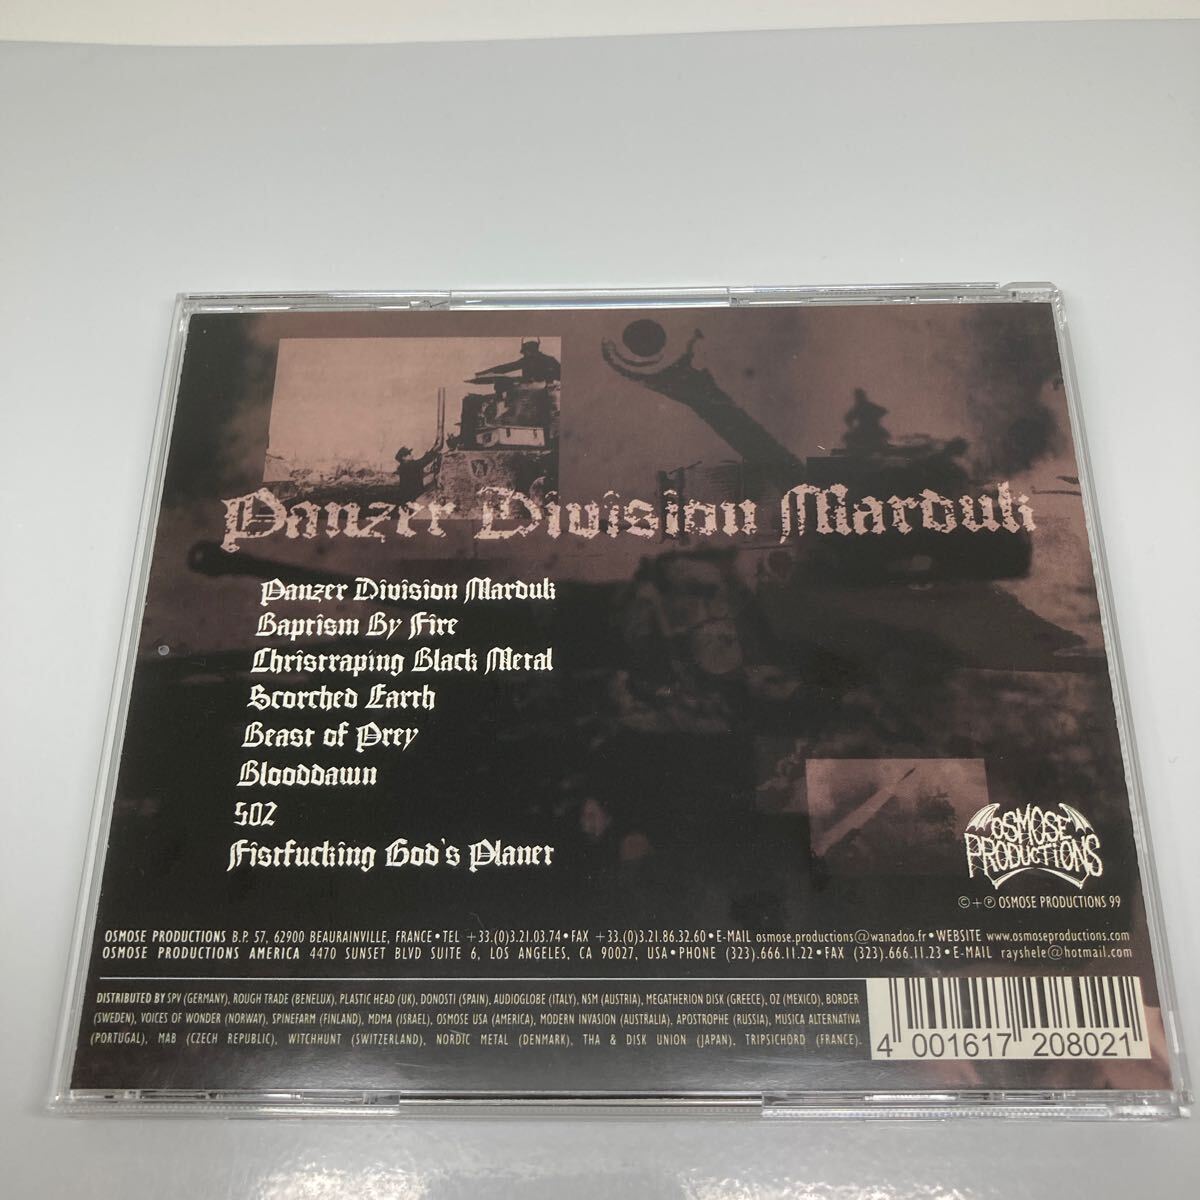 Panzer Division Marduk
Panzer Division Marduk
Baptism By Fire
Christraping Black Metal
Scorched Earth
Beast of Prey
Blooddawn
502
Fistfucking God's Planet
OSMOSE
PRODUCTIONS
© + ℗ OSMOSE PRODUCTIONS 99
OSMOSE PRODUCTIONS B.P. 57, 62900 BEAURAINVILLE, FRANCE • TEL +33.(0)3.21.03.74 • FAX +33.(0)3.21.86.32.60 • E-MAIL osmose.productions@wanadoo.fr • WEBSITE www.osmoseproductions.com
OSMOSE PRODUCTIONS AMERICA 4470 SUNSET BLVD SUITE 6, LOS ANGELES, CA 90027, USA • PHONE (323).666.11.22 • FAX (323).666.11.23 • E-MAIL rayshele@hotmail.com
DISTRIBUTED BY SPV (GERMANY), ROUGH TRADE (BENELUX), PLASTIC HEAD (UK), DONOSTI (SPAIN), AUDIOGLOBE (ITALY), NSM (AUSTRIA), MEGATHERION DISK (GREECE), OZ (MEXICO), BORDER
(SWEDEN), VOICES OF WONDER (NORWAY), SPINEFARM (FINLAND), MDMA (ISRAEL), OSMOSE USA (AMERICA), MODERN INVASION (AUSTRALIA), APOSTROPHE (RUSSIA), MUSICA ALTERNATIVA
(PORTUGAL), MAB (CZECH REPUBLIC), WITCHHUNT (SWITZERLAND), NORDIC METAL (DENMARK), THA & DISK UNION (JAPAN), TRIPSICHORD (FRANCE).
4 001617 208021